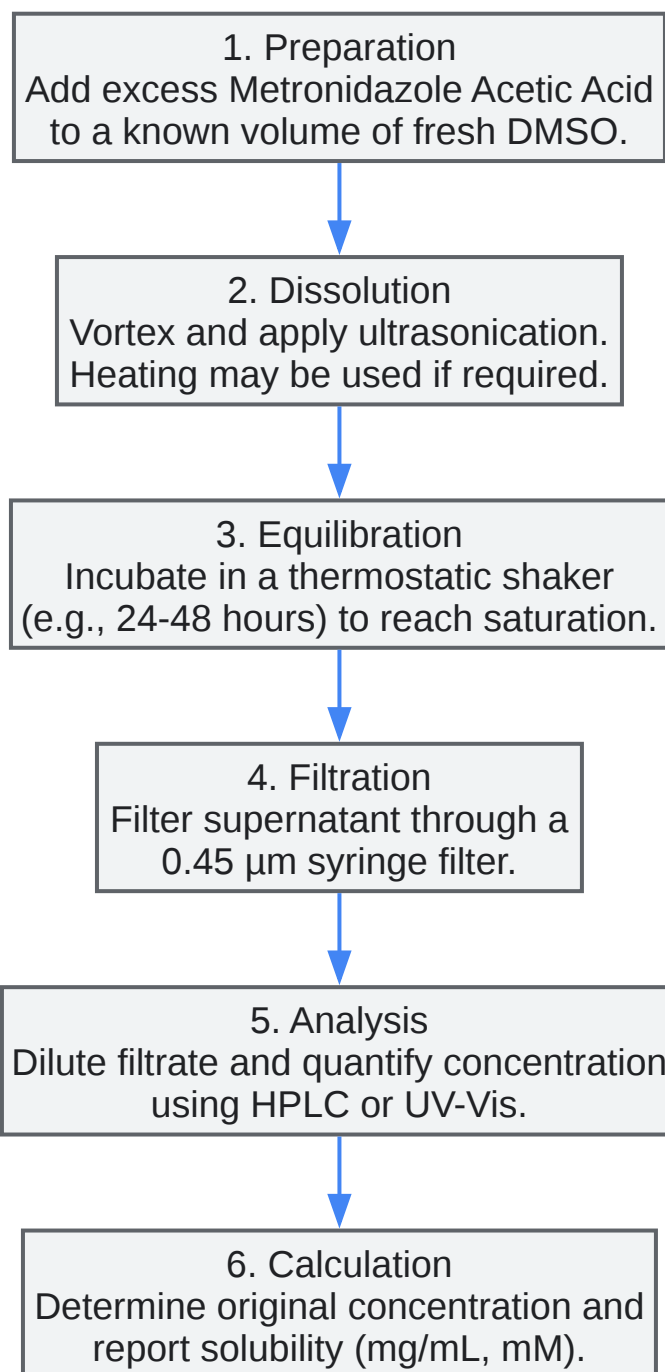 1. Preparation
Add excess Metronidazole Acetic Acid
to a known volume of fresh DMSO.
2. Dissolution
Vortex and apply ultrasonication.
Heating may be used if required.
3. Equilibration
Incubate in a thermostatic shaker
(e.g., 24-48 hours) to reach saturation.
4. Filtration
Filter supernatant through a
0.45 µm syringe filter.
5. Analysis
Dilute filtrate and quantify concentration
using HPLC or UV-Vis.
6. Calculation
Determine original concentration and
report solubility (mg/mL, mM).